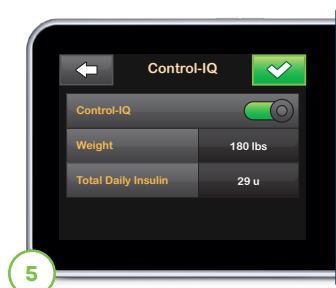 Control-IQ
Control-IQ
Weight 180 lbs
Total Daily Insulin 29 u
5